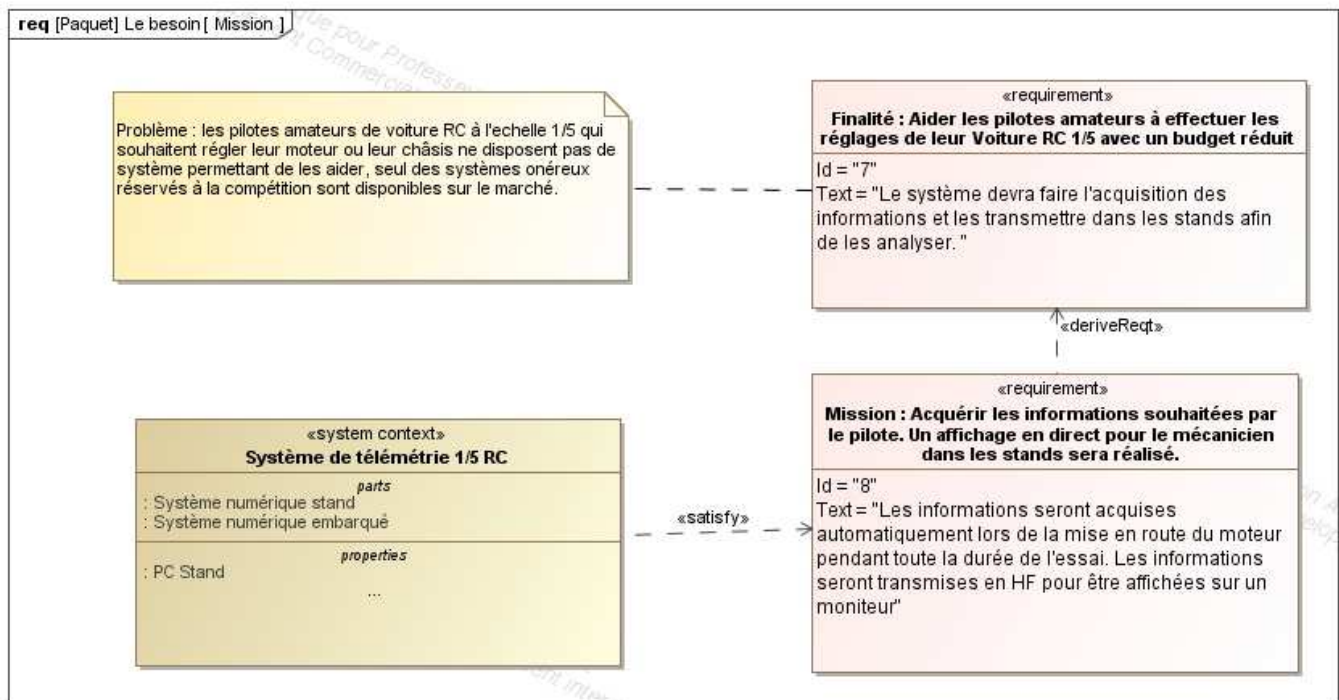 req [Paquet] Le besoin [ Mission ]
Problème : les pilotes amateurs de voiture RC à l'echelle 1/5 qui
souhaitent régler leur moteur ou leur châsis ne disposent pas de
système permettant de les aider, seul des systèmes onéreux
réservés à la compétition sont disponibles sur le marché.
«requirement»
Finalité : Aider les pilotes amateurs à effectuer les
réglages de leur Voiture RC 1/5 avec un budget réduit
Id = "7"
Text = "Le système devra faire l'acquisition des
informations et les transmettre dans les stands afin
de les analyser. "
«deriveReqt»
«requirement»
Mission : Acquérir les informations souhaitées par
le pilote. Un affichage en direct pour le mécanicien
dans les stands sera réalisé.
Id = "8"
Text = "Les informations seront acquises
automatiquement lors de la mise en route du moteur
pendant toute la durée de l'essai. Les informations
seront transmises en HF pour être affichées sur un
moniteur"
«satisfy»
«system context»
Système de télémétrie 1/5 RC
parts
: Système numérique stand
: Système numérique embarqué
properties
: PC Stand
...